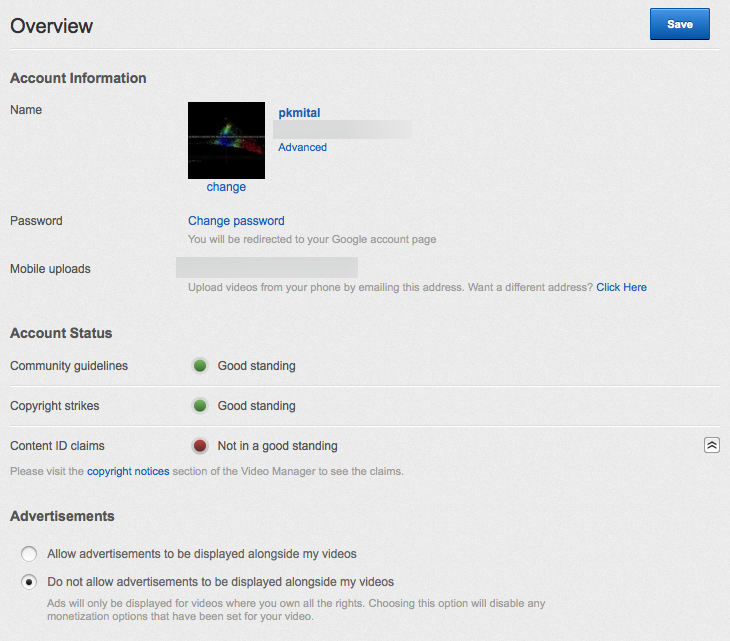 Overview
Save
Account Information
Name
pkmital
Advanced
change
Password
Change password
You will be redirected to your Google account page
Mobile uploads
Upload videos from your phone by emailing this address. Want a different address? Click Here
Account Status
Community guidelines
Good standing
Copyright strikes
Good standing
Content ID claims
Not in a good standing
Please visit the copyright notices section of the Video Manager to see the claims.
Advertisements
Allow advertisements to be displayed alongside my videos
Do not allow advertisements to be displayed alongside my videos
Ads will only be displayed for videos where you own all the rights. Choosing this option will disable any
monetization options that have been set for your video.